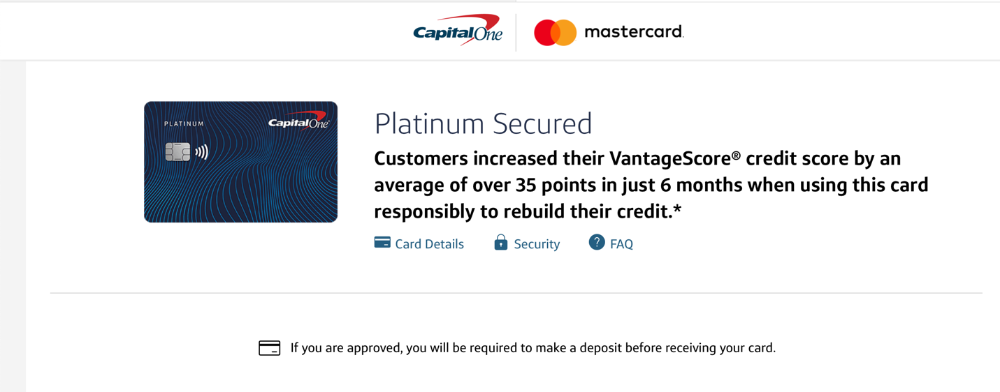 CapitalOne
mastercard.
PLATINUM
CapitalOne®
Platinum Secured
Customers increased their VantageScore® credit score by an
average of over 35 points in just 6 months when using this card
responsibly to rebuild their credit.*
Card Details
Security
? FAQ
If you are approved, you will be required to make a deposit before receiving your card.